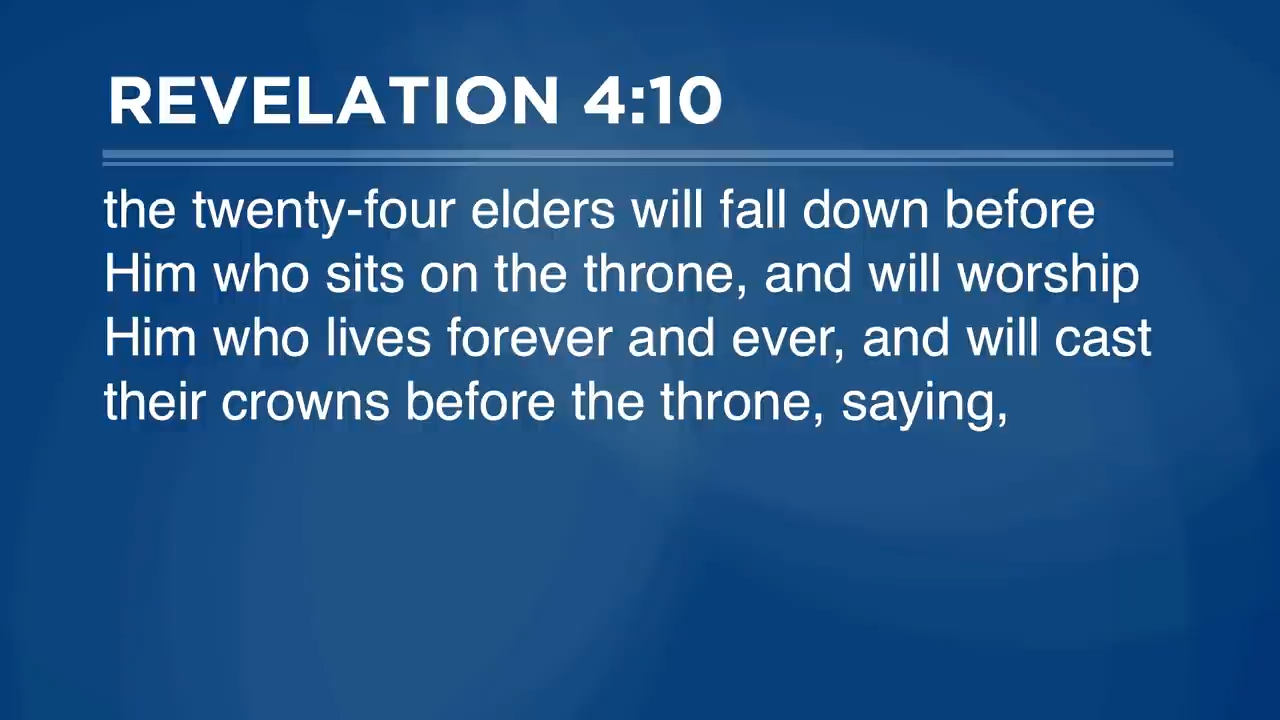 REVELATION 4:10
the twenty-four elders will fall down before
Him who sits on the throne, and will worship
Him who lives forever and ever, and will cast
their crowns before the throne, saying,